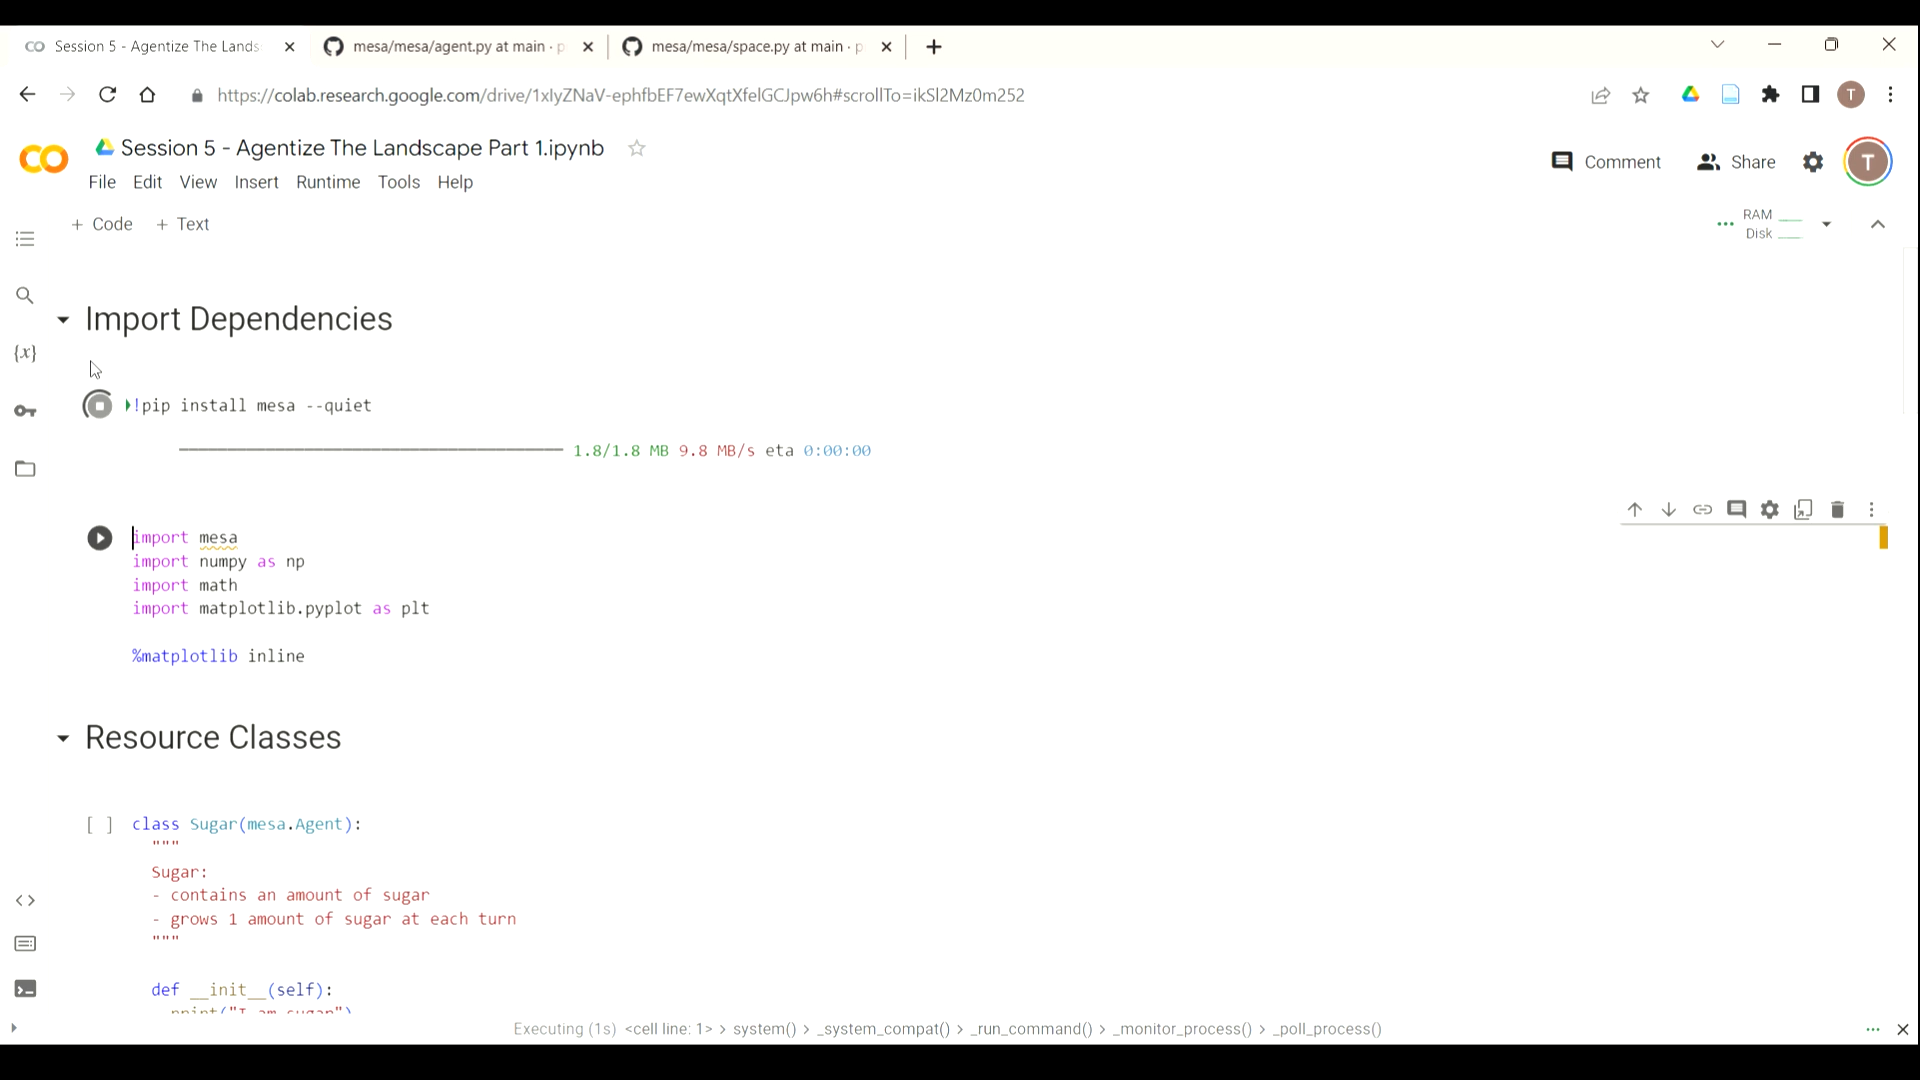 Session 5 - Agentize The Lands
mesa/mesa/agent.py at main · p
mesa/mesa/space.py at main · p
https://colab.research.google.com/drive/1xIyZNaV-ephfbEF7ewXqtXfelGCJpw6h#scrollTo=ikSl2Mz0m252
T
Session 5 - Agentize The Landscape Part 1.ipynb
Comment
Share
T
File Edit View Insert Runtime Tools Help
+ Code + Text
RAM
Disk
Import Dependencies
{x}
!pip install mesa --quiet
1.8/1.8 MB 9.8 MB/s eta 0:00:00
import mesa
import numpy as np
import math
import matplotlib.pyplot as plt
%matplotlib inline
Resource Classes
[ ] class Sugar(mesa.Agent):
"""
Sugar:
- contains an amount of sugar
- grows 1 amount of sugar at each turn
"""
def __init__(self):
print("I am sugar")
Executing (1s) <cell line: 1> > system() > _system_compat() > _run_command() > _monitor_process() > _poll_process()